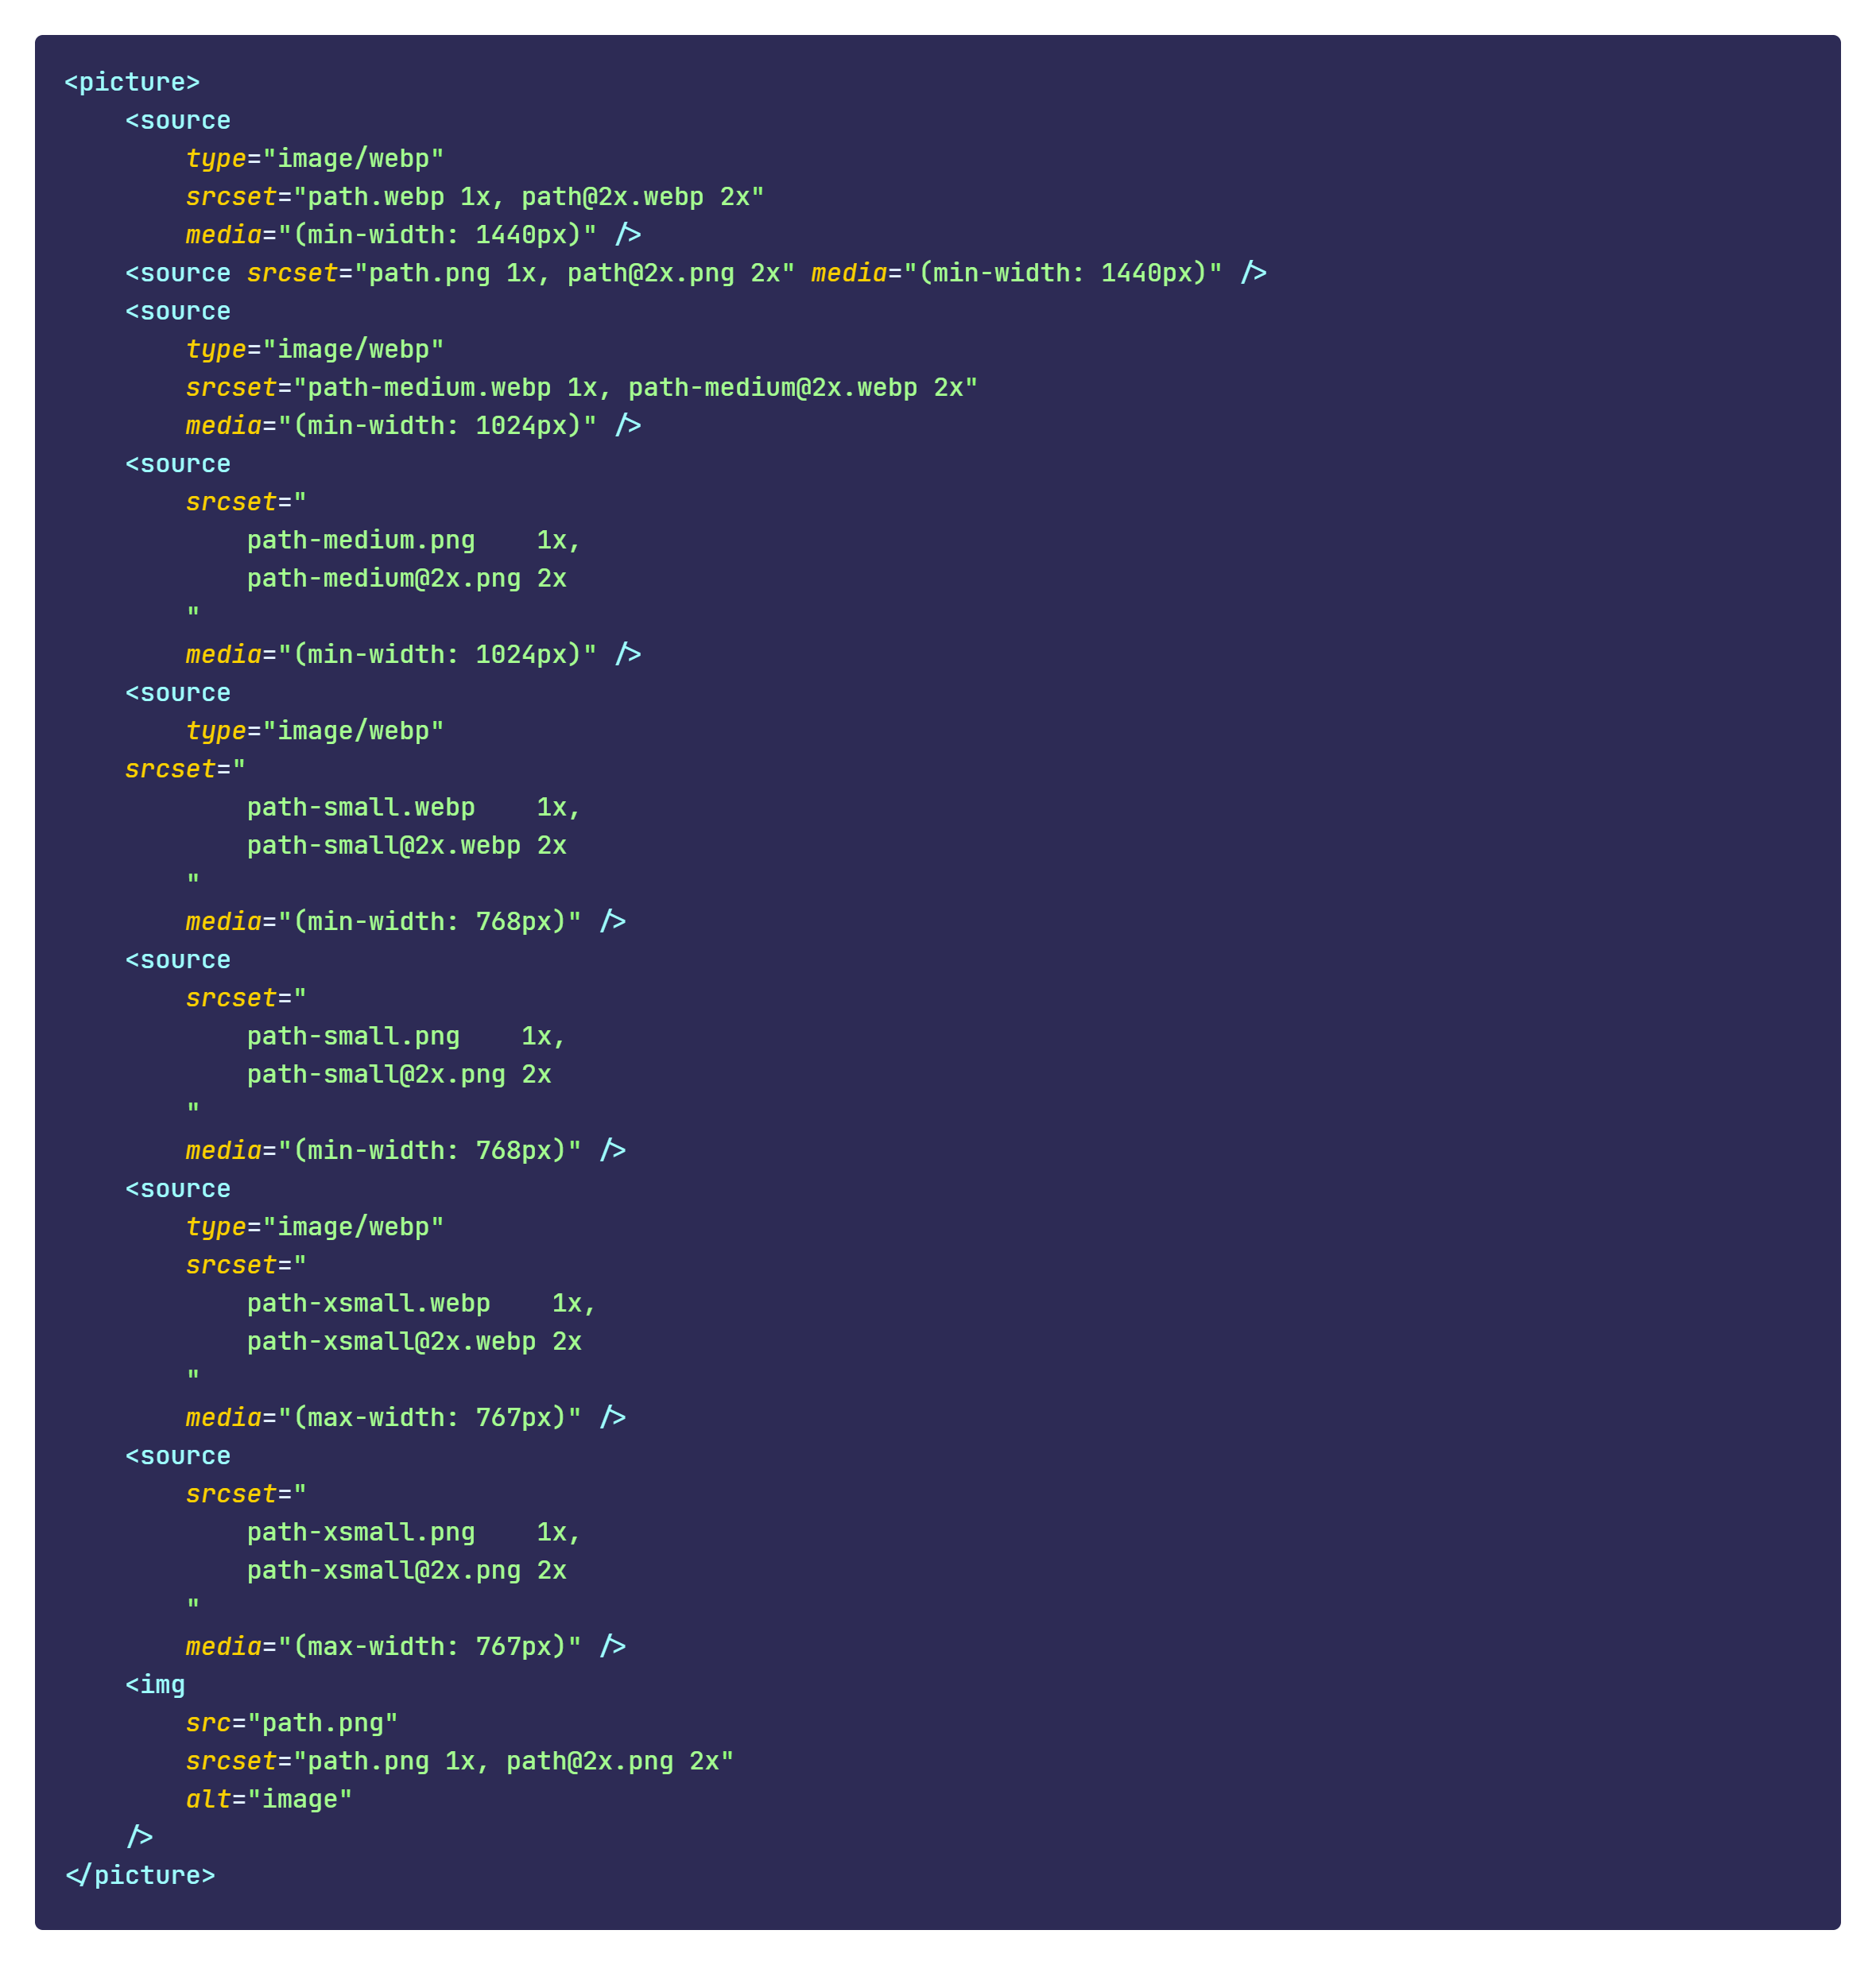 <picture>
    <source
        type="image/webp"
        srcset="path.webp 1x, path@2x.webp 2x"
        media="(min-width: 1440px)" />
    <source srcset="path.png 1x, path@2x.png 2x" media="(min-width: 1440px)" />
    <source
        type="image/webp"
        srcset="path-medium.webp 1x, path-medium@2x.webp 2x"
        media="(min-width: 1024px)" />
    <source
        srcset="
            path-medium.png    1x,
            path-medium@2x.png 2x
        "
        media="(min-width: 1024px)" />
    <source
        type="image/webp"
    srcset="
            path-small.webp    1x,
            path-small@2x.webp 2x
        "
        media="(min-width: 768px)" />
    <source
        srcset="
            path-small.png    1x,
            path-small@2x.png 2x
        "
        media="(min-width: 768px)" />
    <source
        type="image/webp"
        srcset="
            path-xsmall.webp    1x,
            path-xsmall@2x.webp 2x
        "
        media="(max-width: 767px)" />
    <source
        srcset="
            path-xsmall.png    1x,
            path-xsmall@2x.png 2x
        "
        media="(max-width: 767px)" />
    <img
        src="path.png"
        srcset="path.png 1x, path@2x.png 2x"
        alt="image"
    />
</picture>